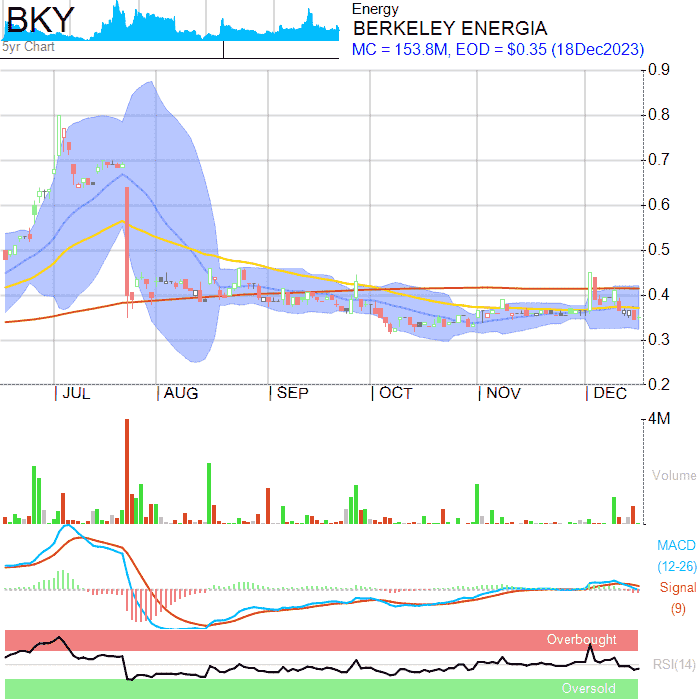 BKY
5yr Chart
Energy
BERKELEY ENERGIA
MC = 153.8M, EOD = $0.35 (18Dec2023)
0.9
0.8
0.7
0.6
0.5
0.4
0.3
0.2
JUL AUG SEP OCT NOV DEC
4M
Volume
MACD
(12-26)
Signal
(9)
Overbought
RSI(14)
Oversold